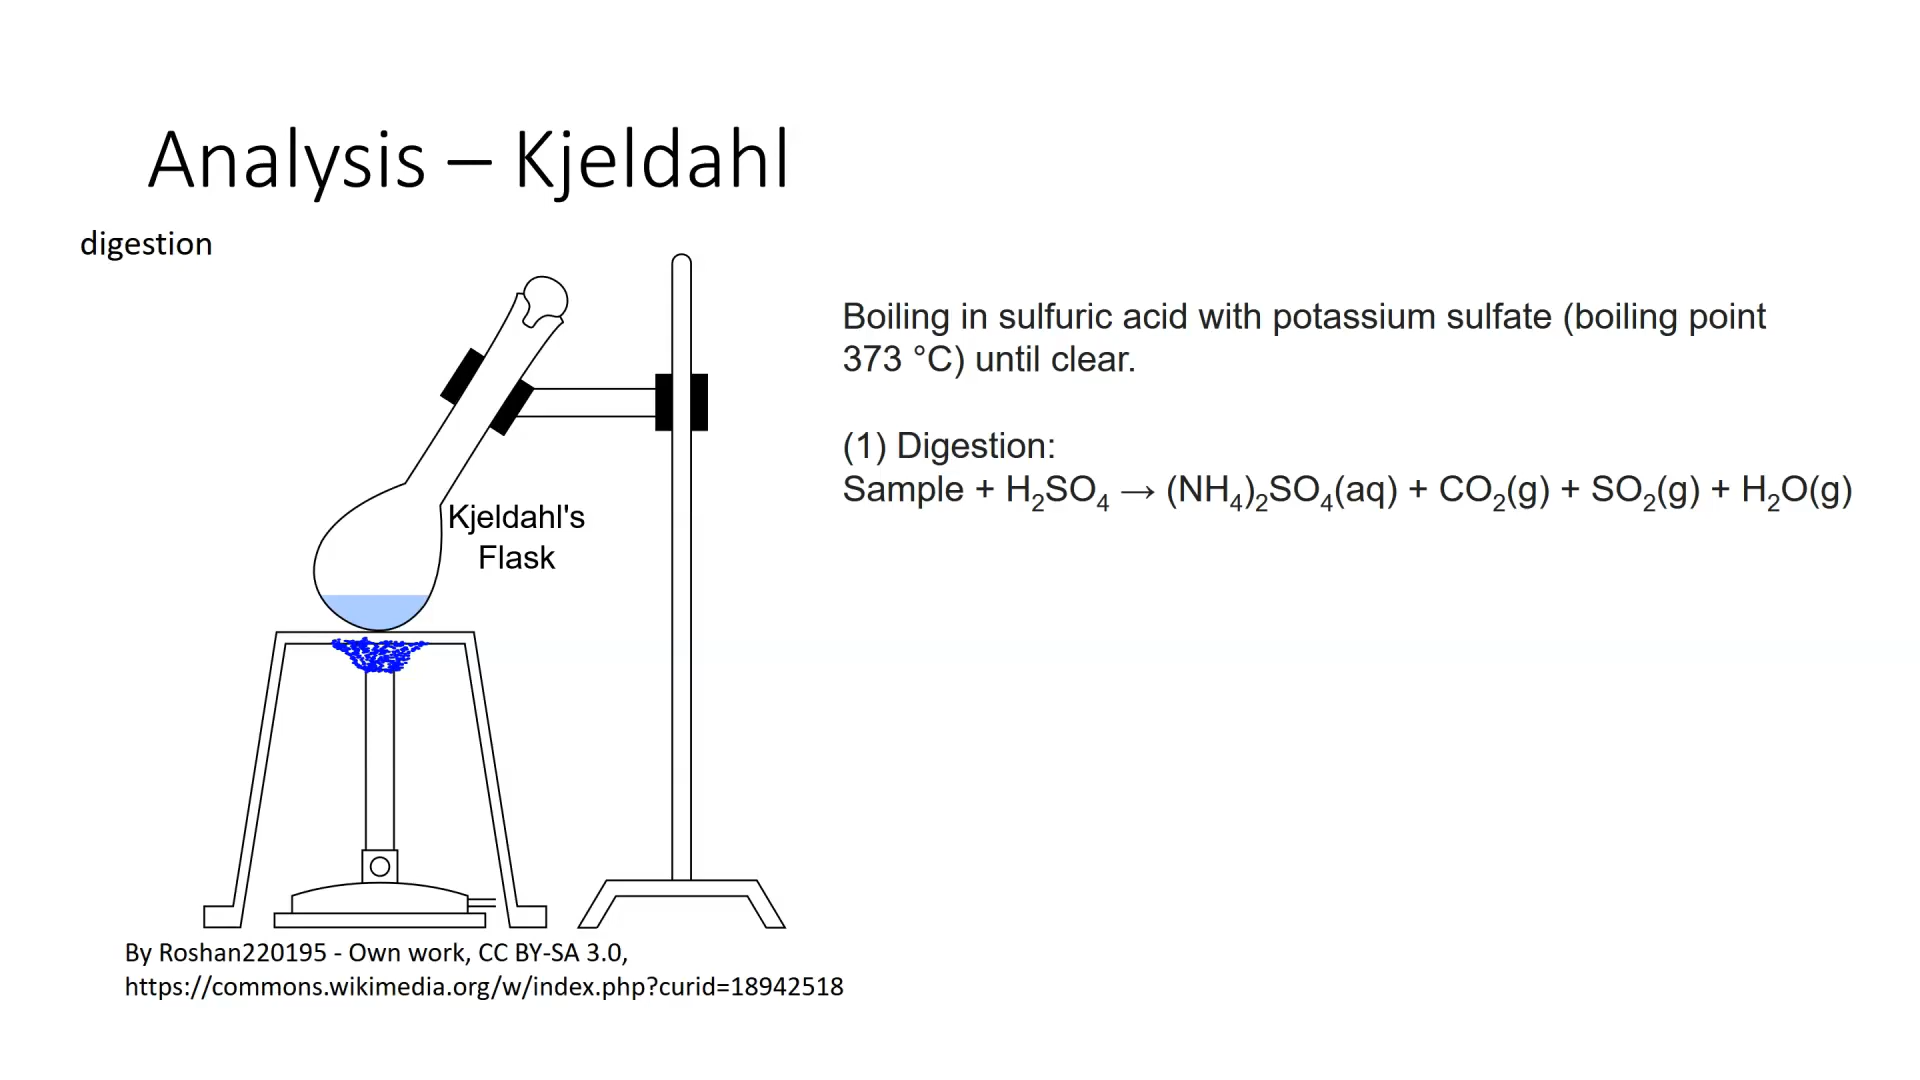 Analysis – Kjeldahl
digestion
Kjeldahl's
Flask
Boiling in sulfuric acid with potassium sulfate (boiling point
373 °C) until clear.
(1) Digestion:
Sample + H₂SO₄ → (NH₄)₂SO₄(aq) + CO₂(g) + SO₂(g) + H₂O(g)
By Roshan220195 - Own work, CC BY-SA 3.0,
https://commons.wikimedia.org/w/index.php?curid=18942518